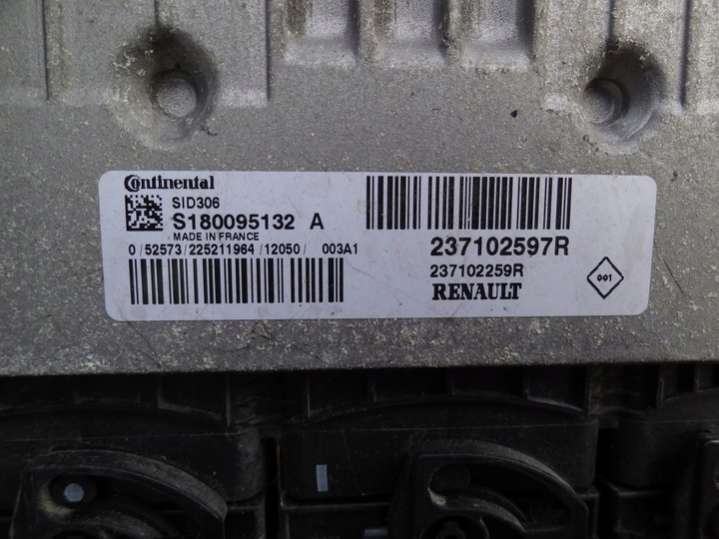 Continental
SID306
S180095132 A
MADE IN FRANCE
0 /52573/225211964 /12050/ 003A1
237102597R
237102259R
RENAULT
001